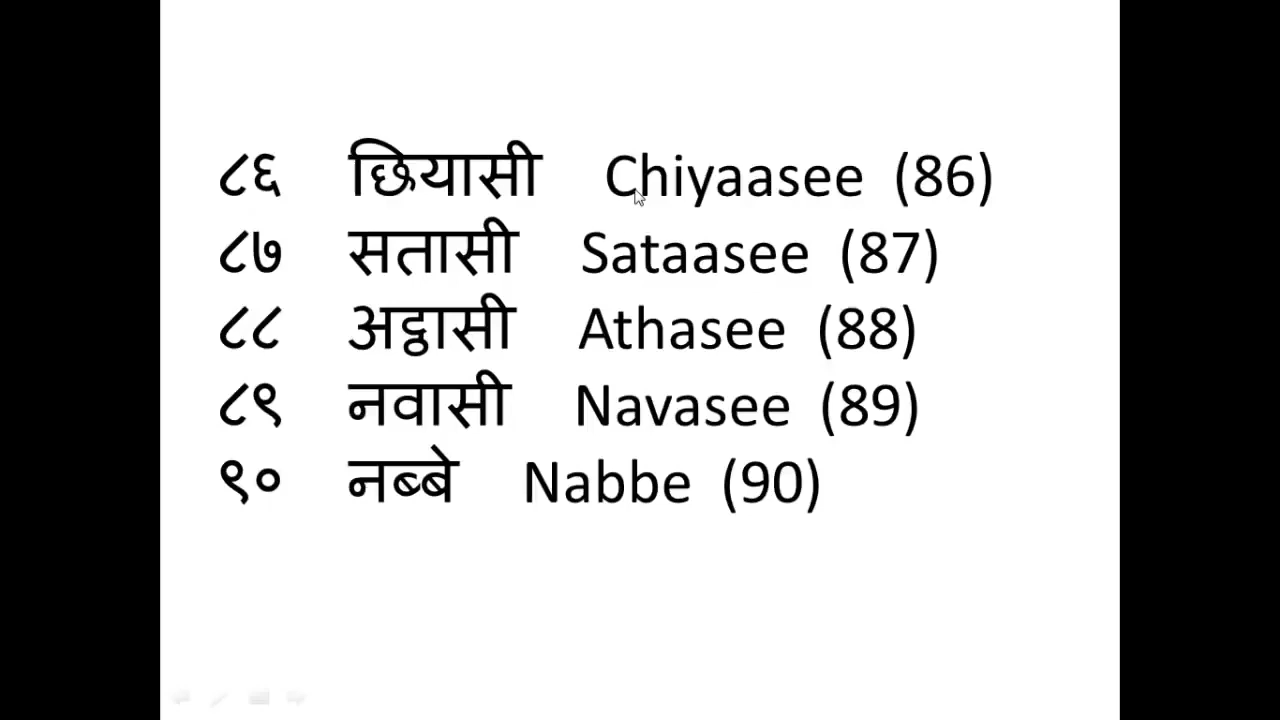 ८६ छियासी Chiyaasee (86)
८७ सतासी Sataasee (87)
८८ अट्ठासी Athasee (88)
८९ नवासी Navasee (89)
९० नब्बे Nabbe (90)